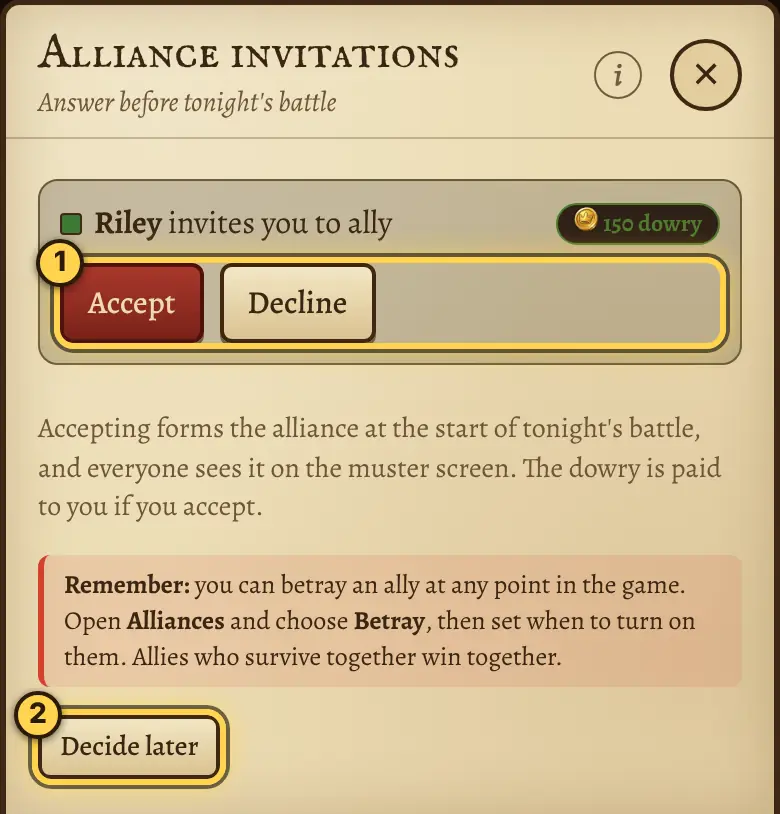 Alliance invitations
i
✕
Answer before tonight's battle
Riley invites you to ally
150 dowry
1
Accept
Decline
Accepting forms the alliance at the start of tonight's battle,
and everyone sees it on the muster screen. The dowry is paid
to you if you accept.
Remember: you can betray an ally at any point in the game.
Open Alliances and choose Betray, then set when to turn on
them. Allies who survive together win together.
2
Decide later